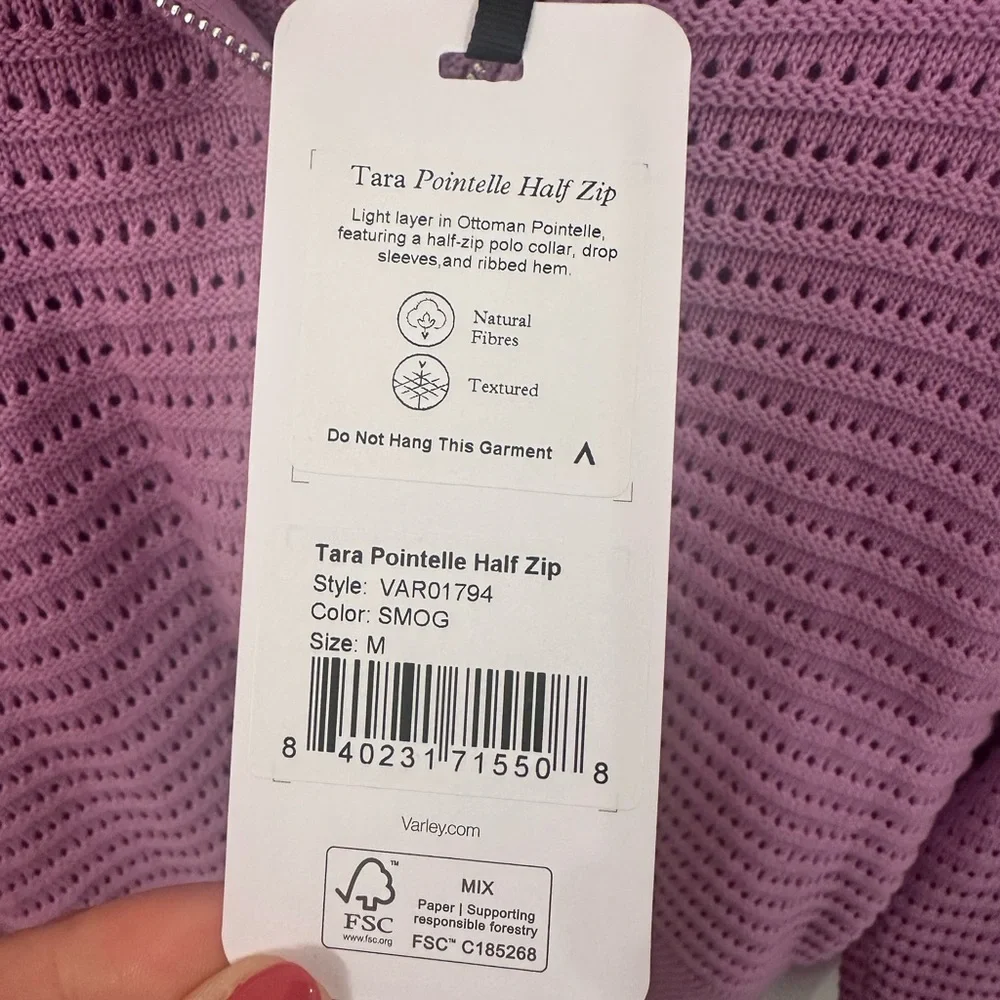 Tara Pointelle Half Zip
Light layer in Ottoman Pointelle,
featuring a half-zip polo collar, drop
sleeves,and ribbed hem.
Natural
Fibres
Textured
Do Not Hang This Garment
Tara Pointelle Half Zip
Style: VAR01794
Color: SMOG
Size: M
8 40231 71550 8
Varley.com
FSC
www.fsc.org
MIX
Paper | Supporting
responsible forestry
FSC™ C185268